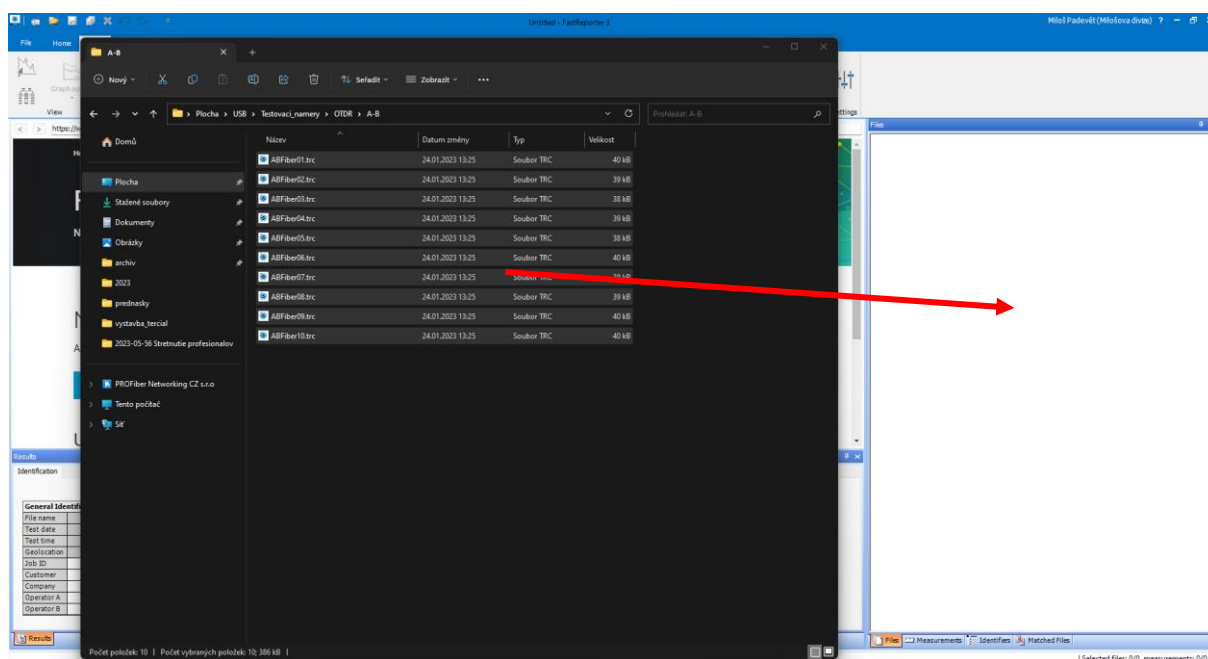 Untitled - FastReporter 3
Miloš Padevět (Milošova divize) ?
File Home
Graph
View
ttings
https://w
Files
A-B
Nový
Seřadit
Zobrazit
Plocha > USB > Testovaci_namery > OTDR > A-B
Prohledat: A-B
Domů
Plocha
Stažené soubory
Dokumenty
Obrázky
archiv
2023
prednasky
vystavba_tercial
2023-05-56 Stretnutie profesionalov
PROFiber Networking CZ s.r.o
Tento počítač
Síť
Název Datum změny Typ Velikost
ABFiber01.trc 24.01.2023 13:25 Soubor TRC 40 kB
ABFiber02.trc 24.01.2023 13:25 Soubor TRC 39 kB
ABFiber03.trc 24.01.2023 13:25 Soubor TRC 38 kB
ABFiber04.trc 24.01.2023 13:25 Soubor TRC 39 kB
ABFiber05.trc 24.01.2023 13:25 Soubor TRC 38 kB
ABFiber06.trc 24.01.2023 13:25 Soubor TRC 40 kB
ABFiber07.trc 24.01.2023 13:25 Soubor TRC
ABFiber08.trc 24.01.2023 13:25 Soubor TRC 39 kB
ABFiber09.trc 24.01.2023 13:25 Soubor TRC 40 kB
ABFiber10.trc 24.01.2023 13:25 Soubor TRC 40 kB
Počet položek: 10 | Počet vybraných položek: 10; 386 kB |
Results
Identification
General Identifi
File name
Test date
Test time
Geolocation
Job ID
Customer
Company
Operator A
Operator B
Results
Files Measurements Identifiers Matched Files
Selected files: 0/0, measurements: 0/0